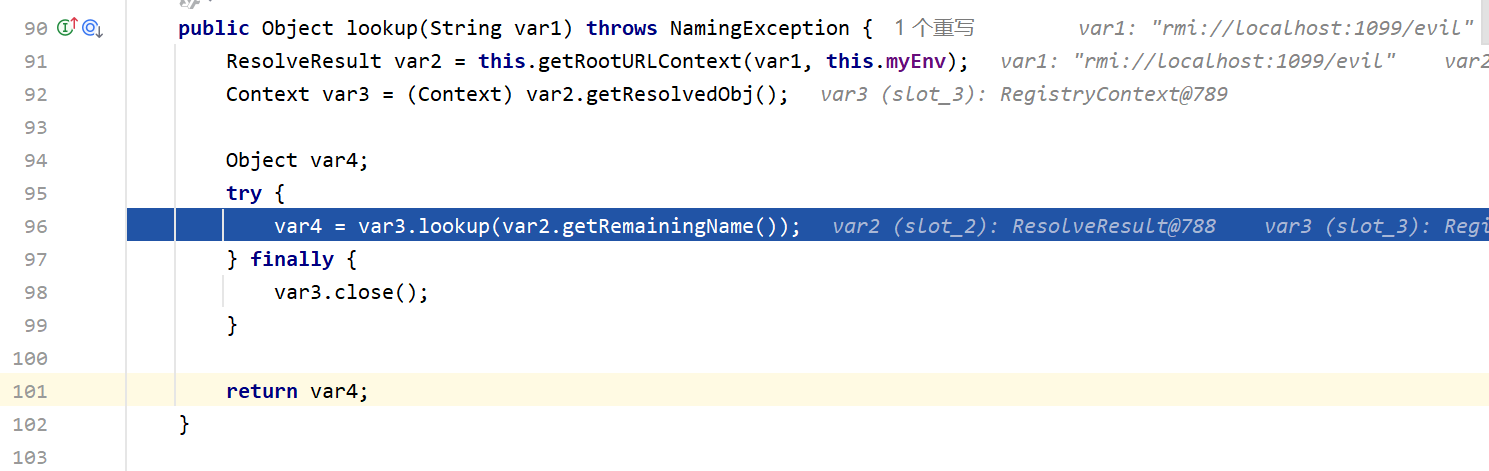 90 public Object lookup(String var1) throws NamingException { 1 个重写 var1: "rmi://localhost:1099/evil"
91 ResolveResult var2 = this.getRootURLContext(var1, this.myEnv); var1: "rmi://localhost:1099/evil" var2
92 Context var3 = (Context) var2.getResolvedObj(); var3 (slot_3): RegistryContext@789
93
94 Object var4;
95 try {
96 var4 = var3.lookup(var2.getRemainingName()); var2 (slot_2): ResolveResult@788 var3 (slot_3): Regi
97 } finally {
98 var3.close();
99 }
100
101 return var4;
102 }
103